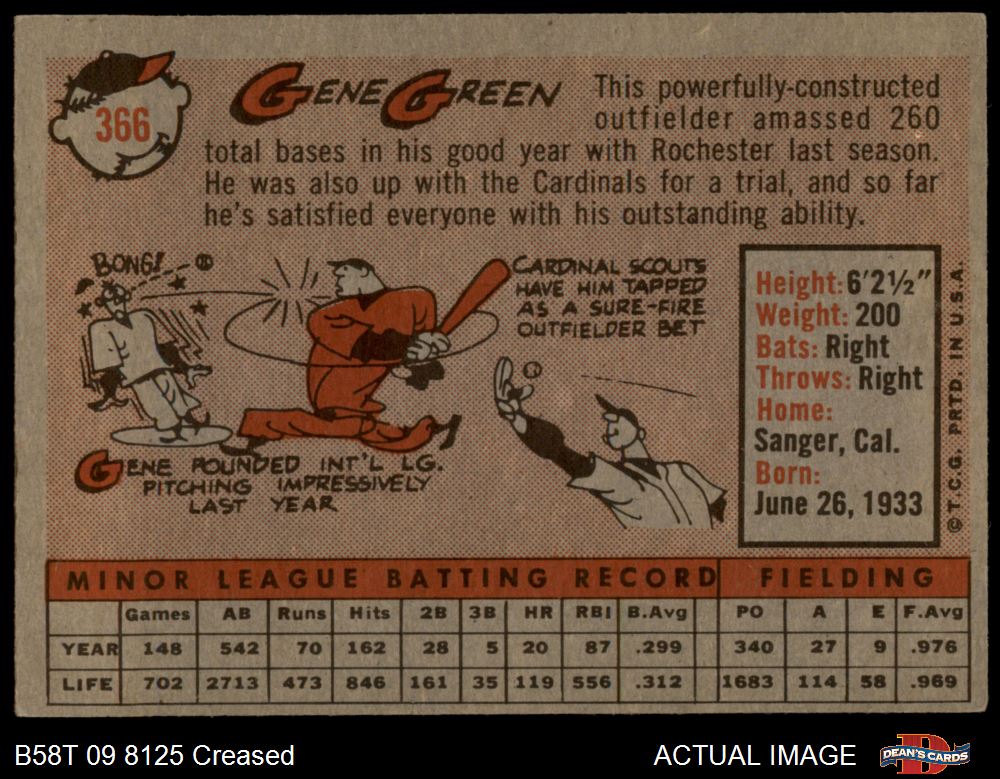 366
GENE GREEN
This powerfully-constructed
outfielder amassed 260
total bases in his good year with Rochester last season.
He was also up with the Cardinals for a trial, and so far
he's satisfied everyone with his outstanding ability.
BONG!
CARDINAL SCOUTS
HAVE HIM TAPPED
AS A SURE-FIRE
OUTFIELDER BET
GENE POUNDED INT'L LG.
PITCHING IMPRESSIVELY
LAST YEAR
Height: 6'2½"
Weight: 200
Bats: Right
Throws: Right
Home:
Sanger, Cal.
Born:
June 26, 1933
© T.C.G. PRTD. IN U.S.A.
MINOR LEAGUE BATTING RECORD FIELDING
Games AB Runs Hits 2B 3B HR RBI B.Avg PO A E F.Avg
YEAR 148 542 70 162 28 5 20 87 .299 340 27 9 .976
LIFE 702 2713 473 846 161 35 119 556 .312 1683 114 58 .969
B58T 09 8125 Creased
ACTUAL IMAGE
DEAN'S CARDS